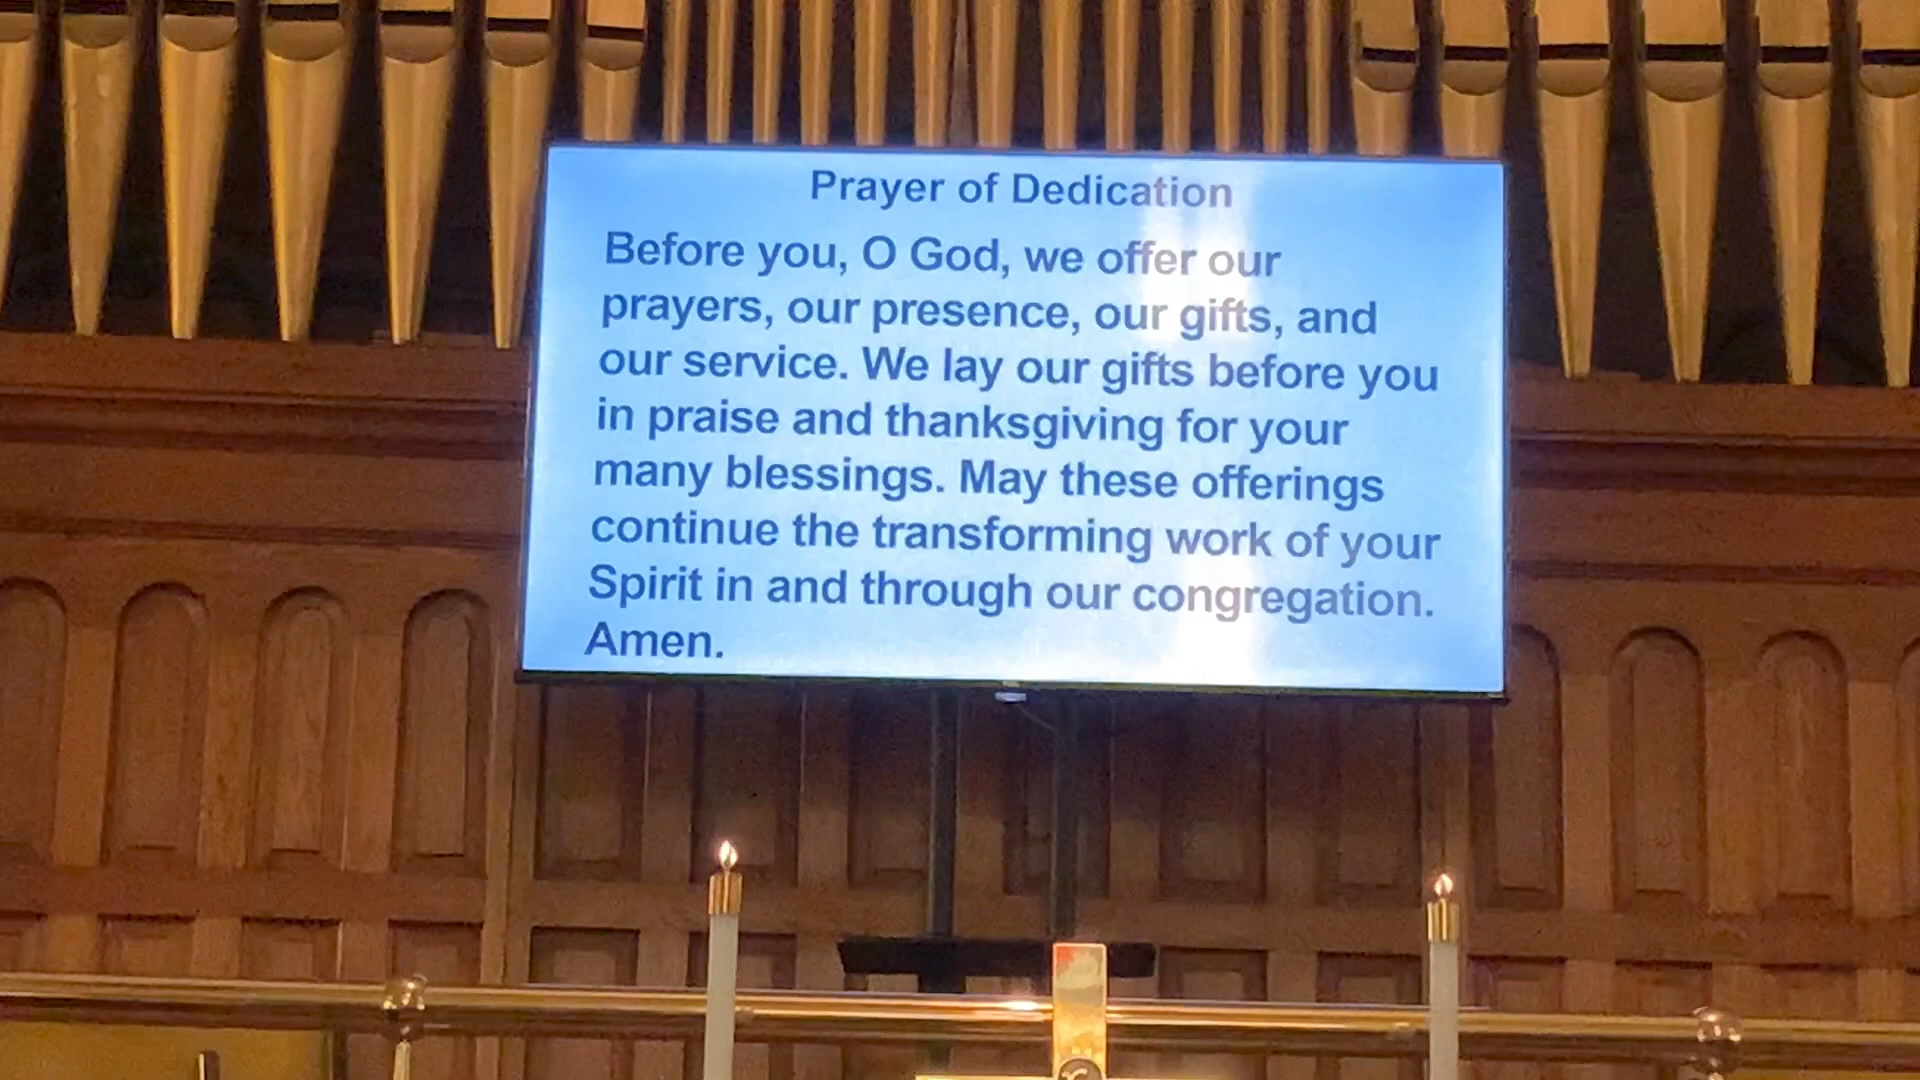 Prayer of Dedication
Before you, O God, we offer our
prayers, our presence, our gifts, and
our service. We lay our gifts before you
in praise and thanksgiving for your
many blessings. May these offerings
continue the transforming work of your
Spirit in and through our congregation.
Amen.